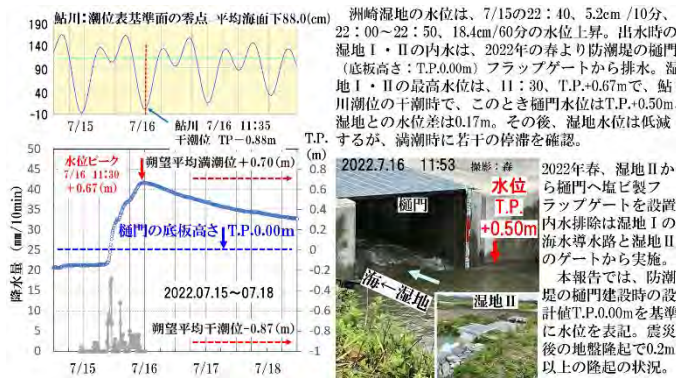 鮎川：潮位表基準面の零点 平均海面下88.0(cm)
190
140
90
40
-10
7/15
7/16
7/17
7/18
鮎川 7/16 11:35
干潮位 TP－0.88m
T.P.
(m)
水位ピーク
7/16 11:30
＋0.67(m)
朔望平均満潮位＋0.70(m)
樋門の底板高さ
T.P.0.00m
2022.07.15～07.18
朔望平均干潮位-0.87(m)
降水量 (mm/10min)
50
45
40
35
30
25
20
15
10
5
0
0.8
0.6
0.4
0.2
0
-0.2
-0.4
-0.6
-0.8
-1
7/15
7/16
7/17
7/18
洲崎湿地の水位は、7/15の22：40、5.2cm /10分、
22：00～22：50、18.4cm/60分の水位上昇。出水時の
湿地Ⅰ・Ⅱの内水は、2022年の春より防潮堤の樋門
（底板高さ：T.P.0.00m）フラップゲートから排水。湿
地Ⅰ・Ⅱの最高水位は、11：30、T.P.+0.67mで、鮎
川潮位の干潮時で、このとき樋門水位はT.P.+0.50m、
湿地との水位差は0.17m。その後、湿地水位は低減
するが、満潮時に若干の停滞を確認。
2022.7.16 11:53
撮影：森
樋門
水位
T.P.
+0.50m
海←湿地
湿地Ⅱ
2022年春、湿地Ⅱか
ら樋門へ塩ビ製フ
ラップゲートを設置
内水排除は湿地Ⅰの
海水導水路と湿地Ⅱ
のゲートから実施。
本報告では、防潮
堤の樋門建設時の設
計値T.P.0.00mを基準
に水位を表記。震災
後の地盤隆起で0.2m
以上の隆起の状況。